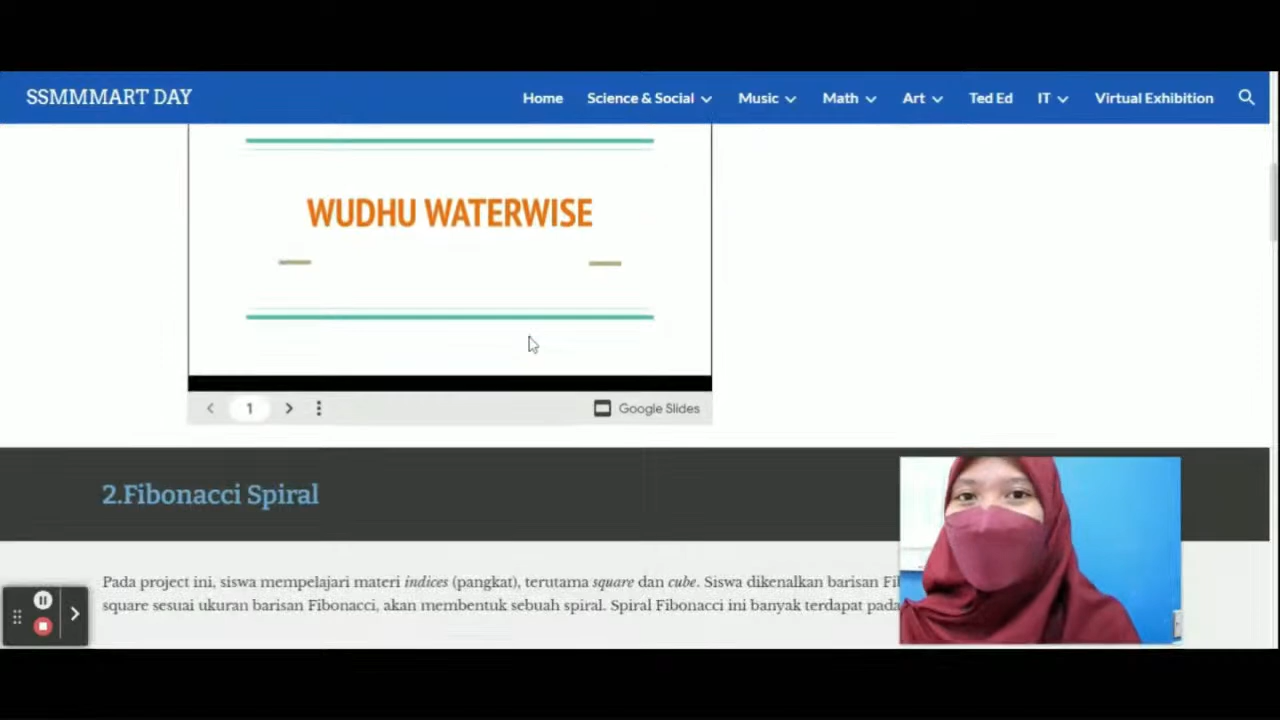 SSMMMART DAY
Home
Science & Social
Music
Math
Art
Ted Ed
IT
Virtual Exhibition
WUDHU WATERWISE
1
Google Slides
2.Fibonacci Spiral
Pada project ini, siswa mempelajari materi indices (pangkat), terutama square dan cube. Siswa dikenalkan barisan
square sesuai ukuran barisan Fibonacci, akan membentuk sebuah spiral. Spiral Fibonacci ini banyak terdapat pada